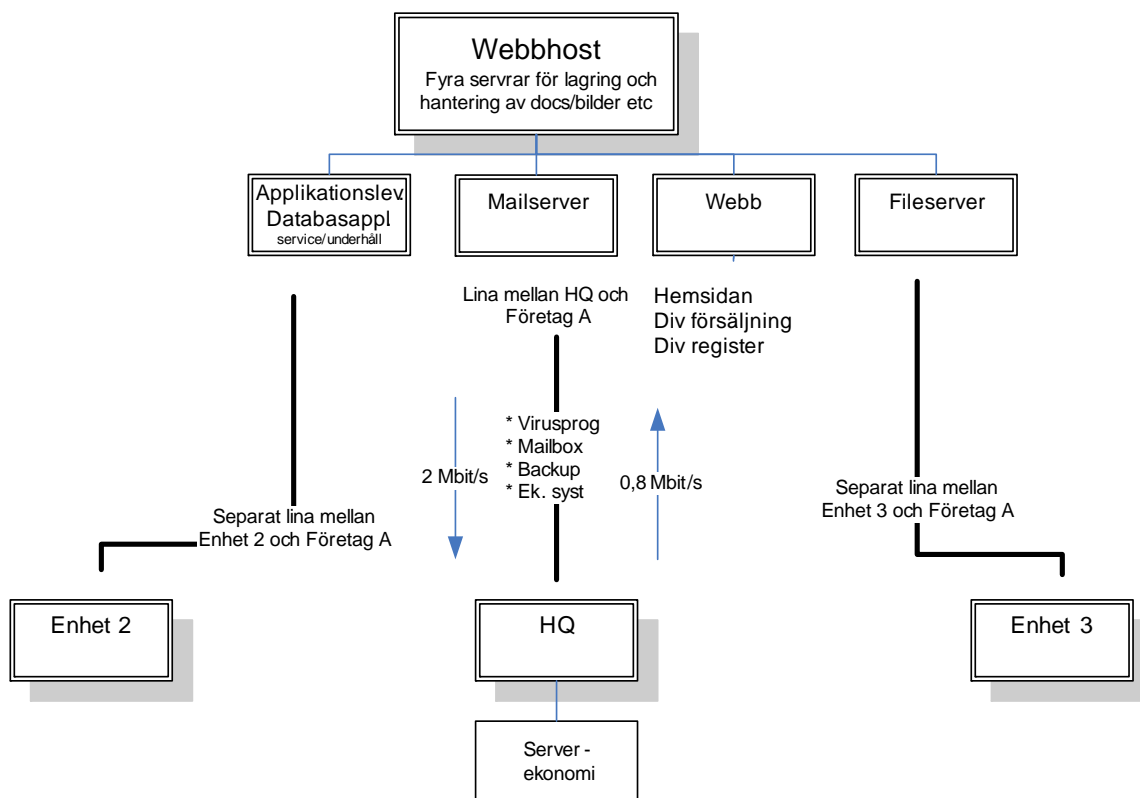 Webbhost
Fyra servrar för lagring och
hantering av docs/bilder etc
Applikationslev.
Databasappl.
service/underhåll
Mailserver
Webb
Fileserver
Lina mellan HQ och
Företag A
Hemsidan
Div försäljning
Div register
* Virusprog
* Mailbox
* Backup
* Ek. syst
2 Mbit/s
0,8 Mbit/s
Separat lina mellan
Enhet 2 och Företag A
Separat lina mellan
Enhet 3 och Företag A
Enhet 2
HQ
Enhet 3
Server -
ekonomi